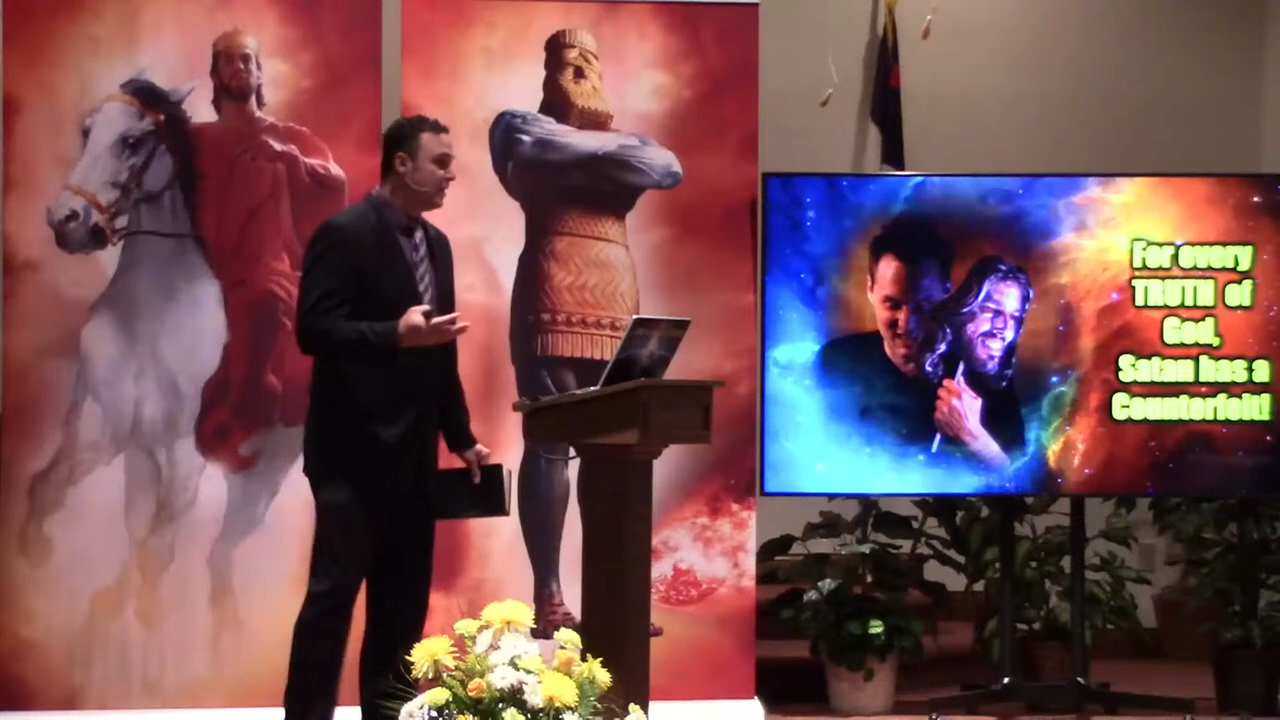 For every
TRUTH of
God,
Satan has a
Counterfeit!